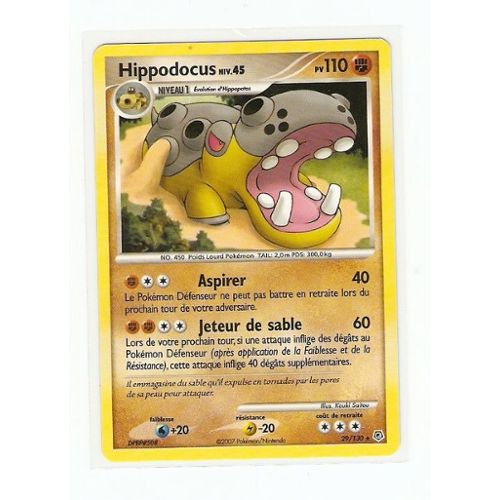 Hippodocus NIV.45
PV110
NIVEAU 1 Évolution d'Hippopotas
NO. 450 Poids Lourd Pokémon TAIL: 2,0 m PDS: 300,0 kg
Aspirer 40
Le Pokémon Défenseur ne peut pas battre en retraite lors du
prochain tour de votre adversaire.
Jeteur de sable 60
Lors de votre prochain tour, si une attaque inflige des dégâts au
Pokémon Défenseur (après application de la Faiblesse et de la
Résistance), cette attaque inflige 40 dégâts supplémentaires.
Il emmagasine du sable qu'il expulse en tornades par les pores
de sa peau pour attaquer.
Illus. Kouki Saitou
faiblesse résistance coût de retraite
+20 -20
©2007 Pokémon/Nintendo
29/130